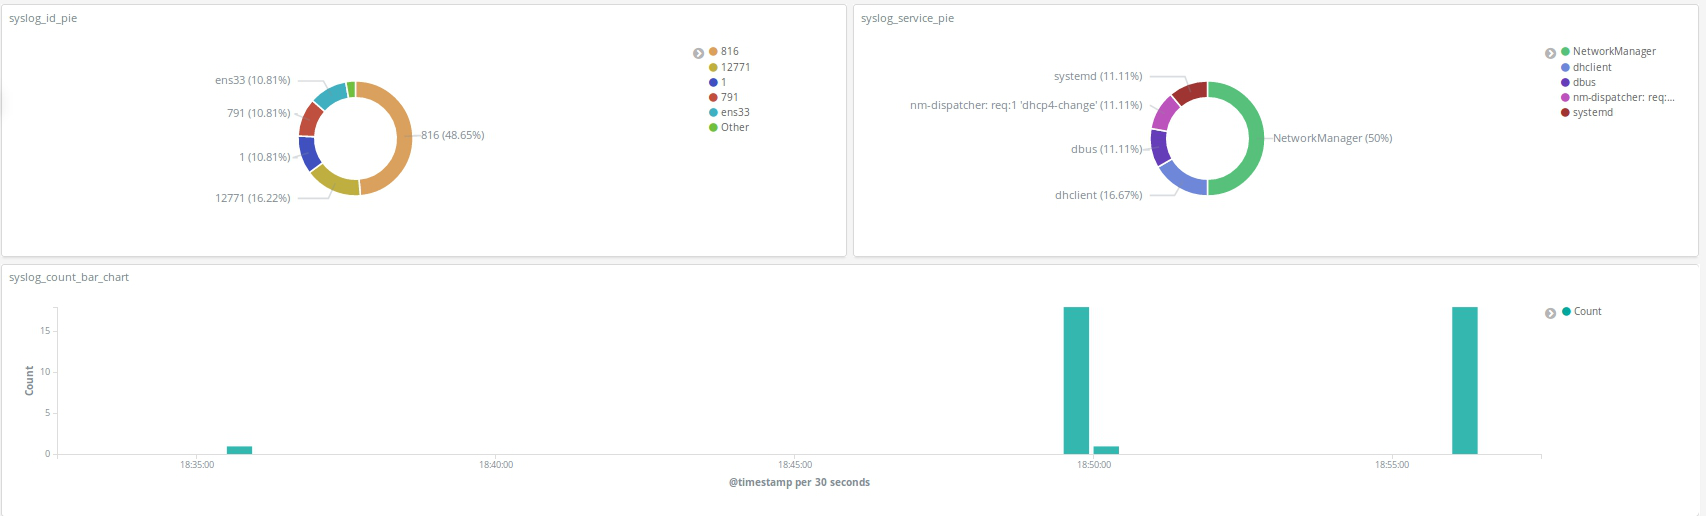 syslog_id_pie
ens33 (10.81%)
791 (10.81%)
1 (10.81%)
12771 (16.22%)
816 (48.65%)
816
12771
1
791
ens33
Other
syslog_service_pie
systemd (11.11%)
nm-dispatcher: req:1 'dhcp4-change' (11.11%)
dbus (11.11%)
dhclient (16.67%)
NetworkManager (50%)
NetworkManager
dhclient
dbus
nm-dispatcher: req:...
systemd
syslog_count_bar_chart
Count
15
10
5
0
18:35:00
18:40:00
18:45:00
18:50:00
18:55:00
@timestamp per 30 seconds
Count